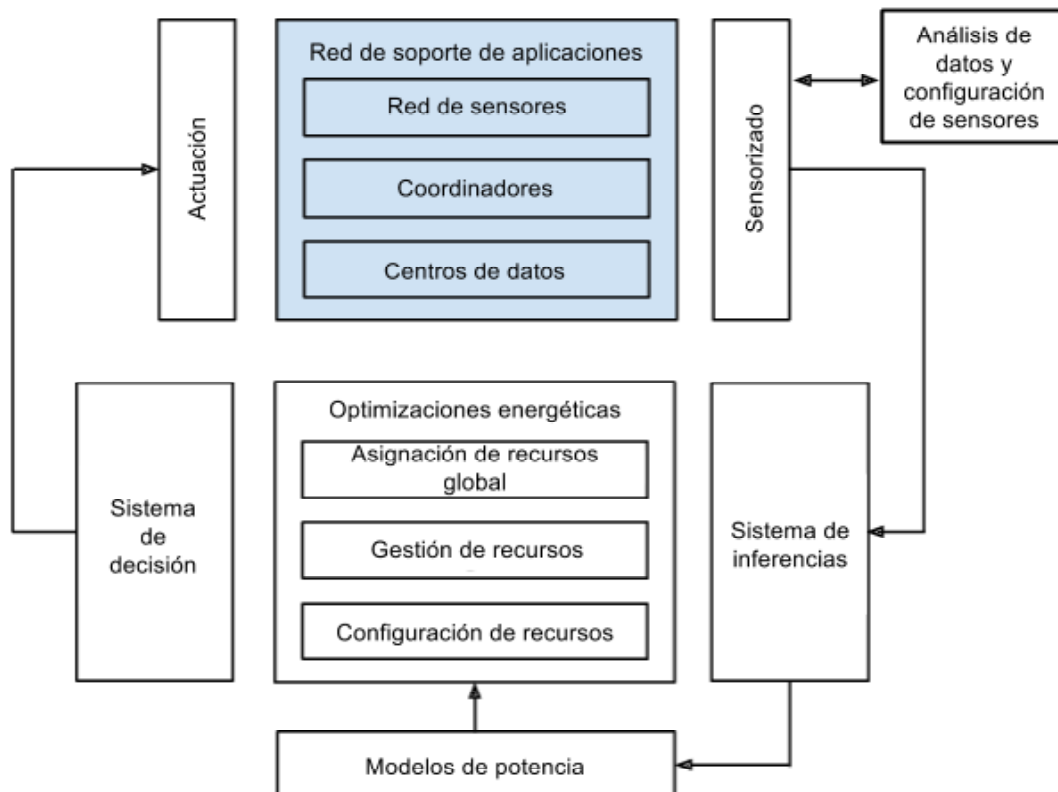 Red de soporte de aplicaciones
Red de sensores
Coordinadores
Centros de datos
Actuación
Sensorizado
Análisis de
datos y
configuración
de sensores
Sistema
de
decisión
Optimizaciones energéticas
Asignación de recursos
global
Gestión de recursos
Configuración de recursos
Sistema de
inferencias
Modelos de potencia